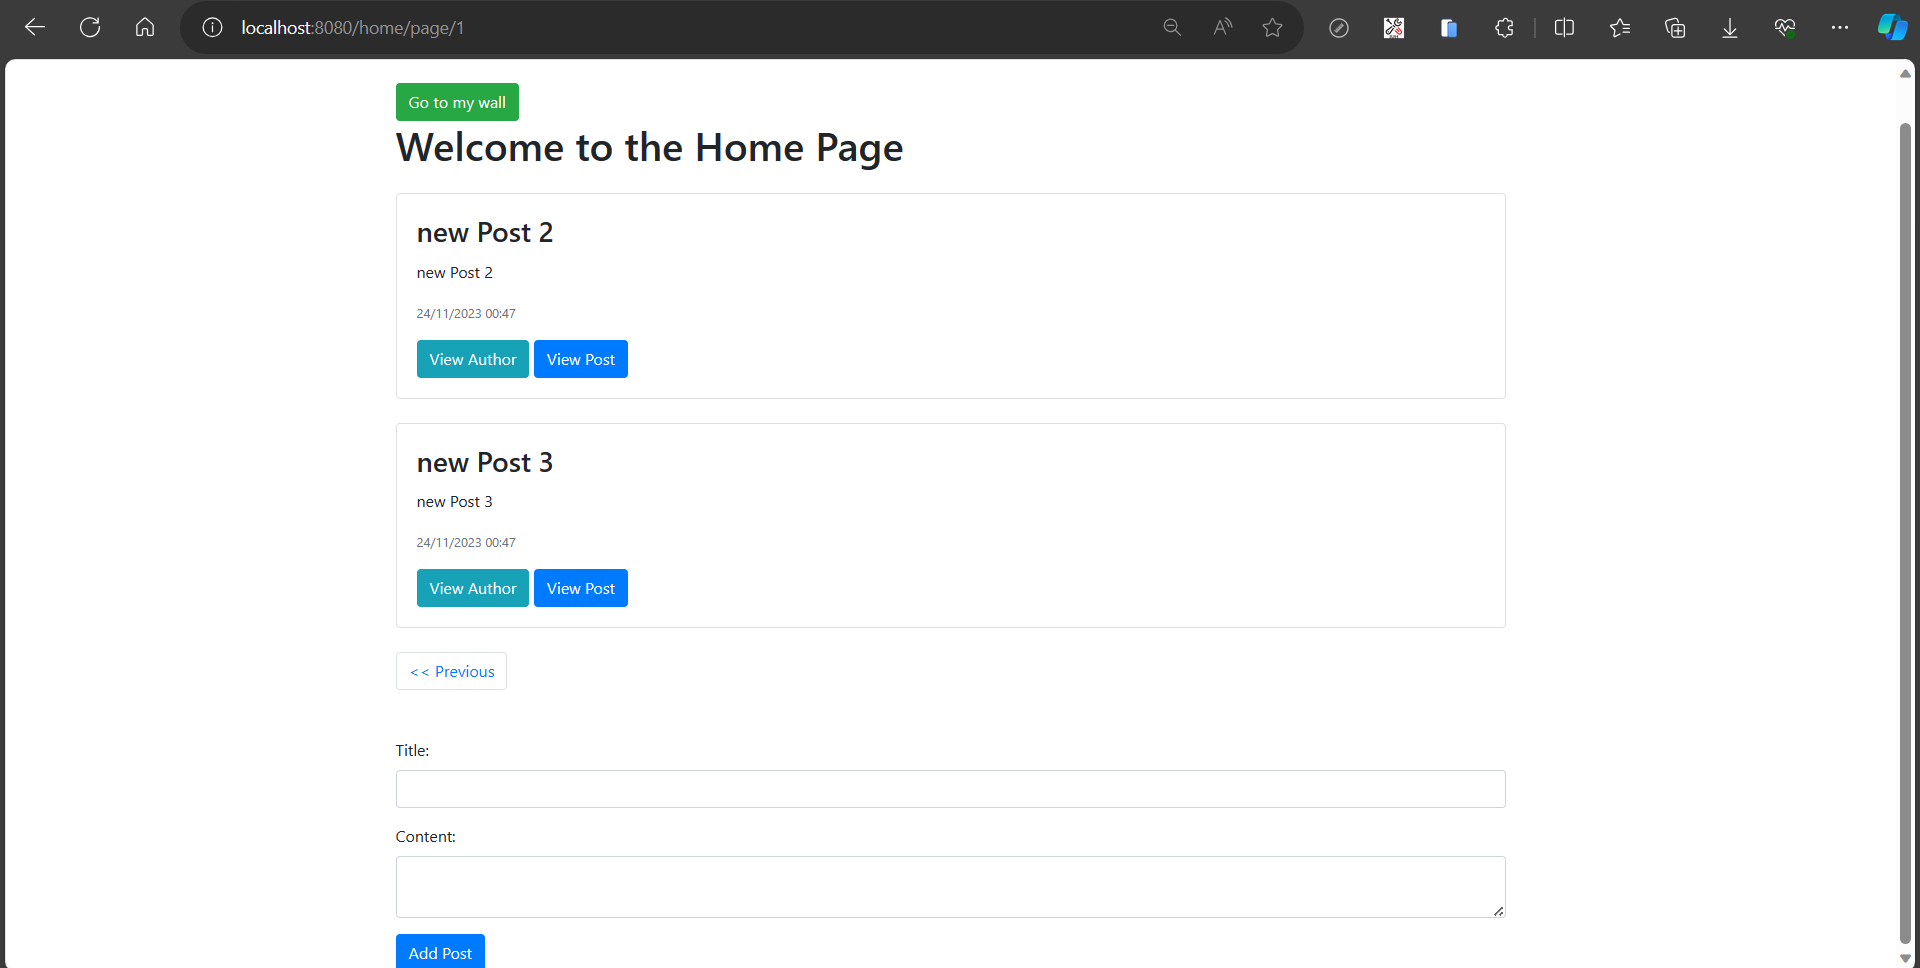 localhost:8080/home/page/1
Go to my wall
Welcome to the Home Page
new Post 2
new Post 2
24/11/2023 00:47
View Author View Post
new Post 3
new Post 3
24/11/2023 00:47
View Author View Post
<< Previous
Title:
Content:
Add Post